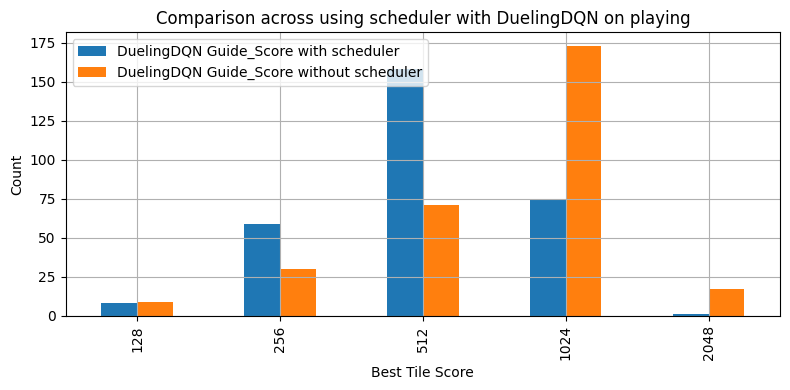 Comparison across using scheduler with DuelingDQN on playing
DuelingDQN Guide_Score with scheduler
DuelingDQN Guide_Score without scheduler
Count
175
150
125
100
75
50
25
0
128
256
512
1024
2048
Best Tile Score